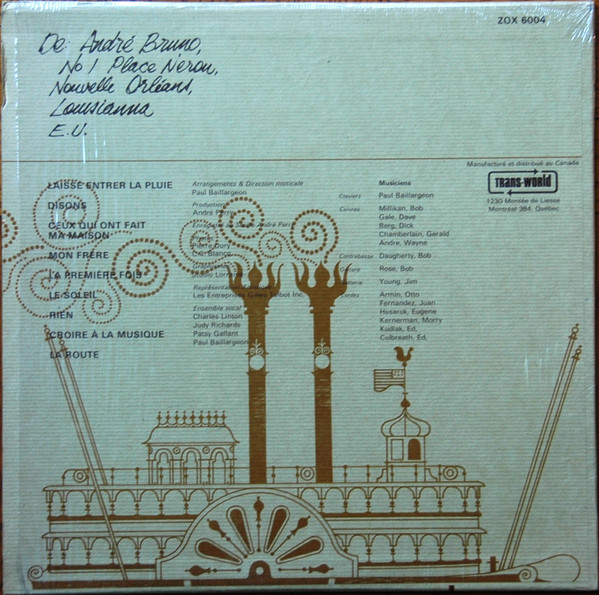 ZOX 6004
De: André Bruno,
No 1 Place Neron,
Nouvelle Orléans,
Louisianna
E.U.
Manufacturé et distribué au Canada
TRANS-WORLD
1230 Montée de Liesse
Montréal 384, Québec
LAISSE ENTRER LA PLUIE
DISONS
CEUX QUI ONT FAIT
MA MAISON
MON FRÈRE
LA PREMIÈRE FOIS
LE SOLEIL
RIEN
CROIRE À LA MUSIQUE
LA ROUTE
Arrangements & Direction musicale
Paul Baillargeon
Production
André Perry
André Perry
Les Entreprises Talbot Inc.
Ensemble vocal
Charles Linton
Judy Richards
Patsy Gallant
Paul Baillargeon
Musiciens
Claviers Paul Baillargeon
Cuivres Millikan, Bob
Gale, Dave
Berg, Dick
Chamberlain, Gerald
Andre, Wayne
Contrebasse Daugherty, Bob
Rose, Bob
Young, Jim
Cordes Armin, Otto
Fernandez, Juan
Husaruk, Eugene
Kernerman, Morry
Kudlak, Ed,
Colbreath, Ed,